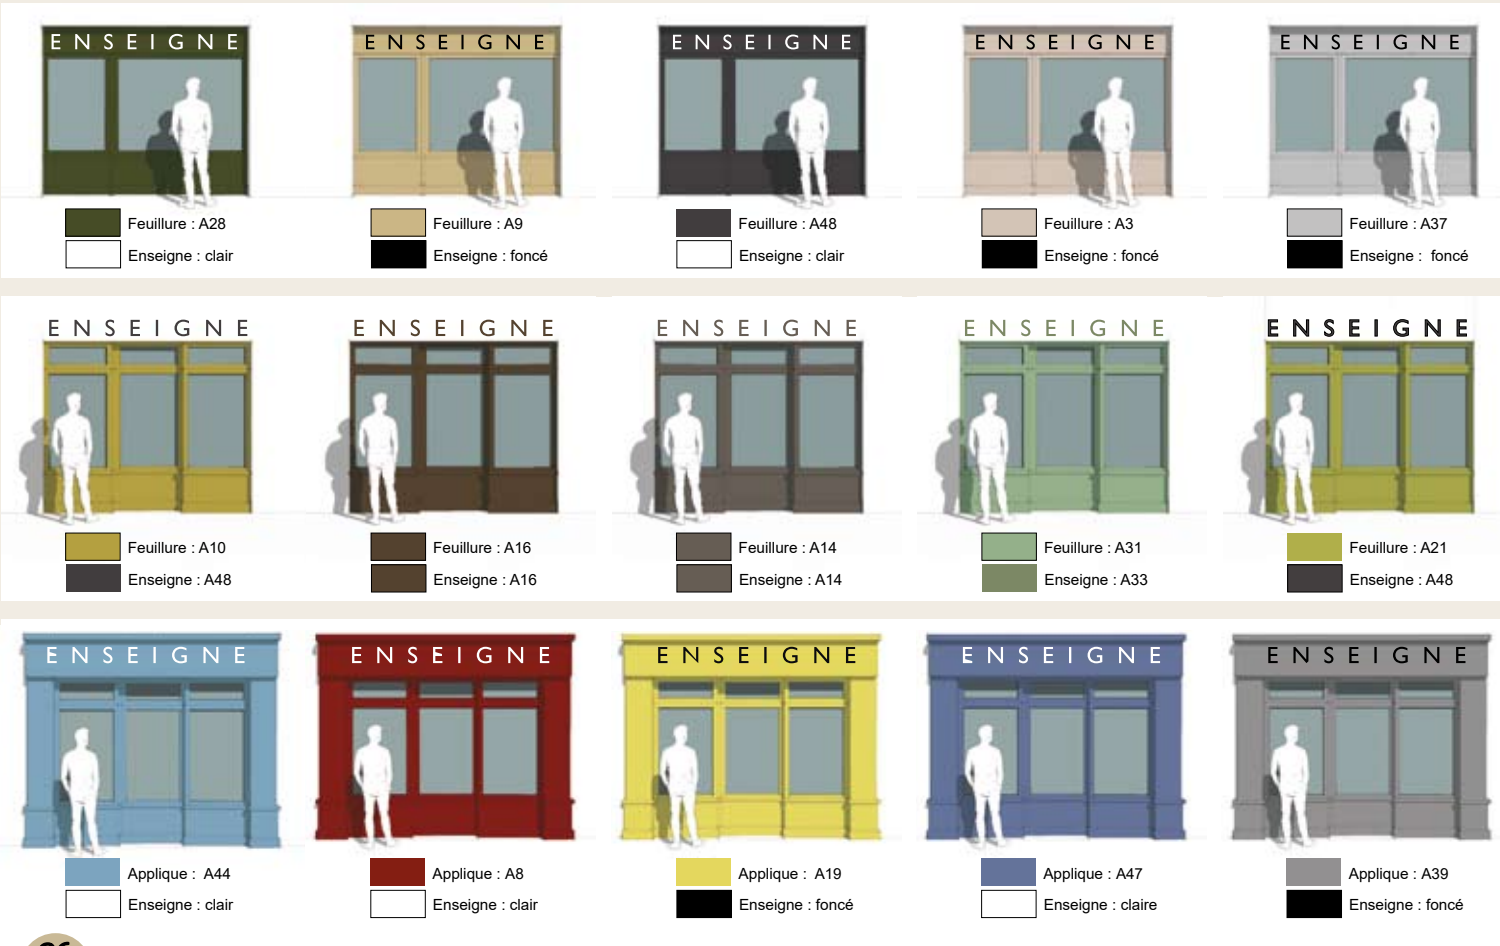 ENSEIGNE ENSEIGNE ENSEIGNE ENSEIGNE ENSEIGNE
Feuillure : A28 Feuillure : A9 Feuillure : A48 Feuillure : A3 Feuillure : A37
Enseigne : clair Enseigne : foncé Enseigne : clair Enseigne : foncé Enseigne : foncé
ENSEIGNE ENSEIGNE ENSEIGNE ENSEIGNE ENSEIGNE
Feuillure : A10 Feuillure : A16 Feuillure : A14 Feuillure : A31 Feuillure : A21
Enseigne : A48 Enseigne : A16 Enseigne : A14 Enseigne : A33 Enseigne : A48
ENSEIGNE ENSEIGNE ENSEIGNE ENSEIGNE ENSEIGNE
Applique : A44 Applique : A8 Applique : A19 Applique : A47 Applique : A39
Enseigne : clair Enseigne : clair Enseigne : foncé Enseigne : claire Enseigne : foncé